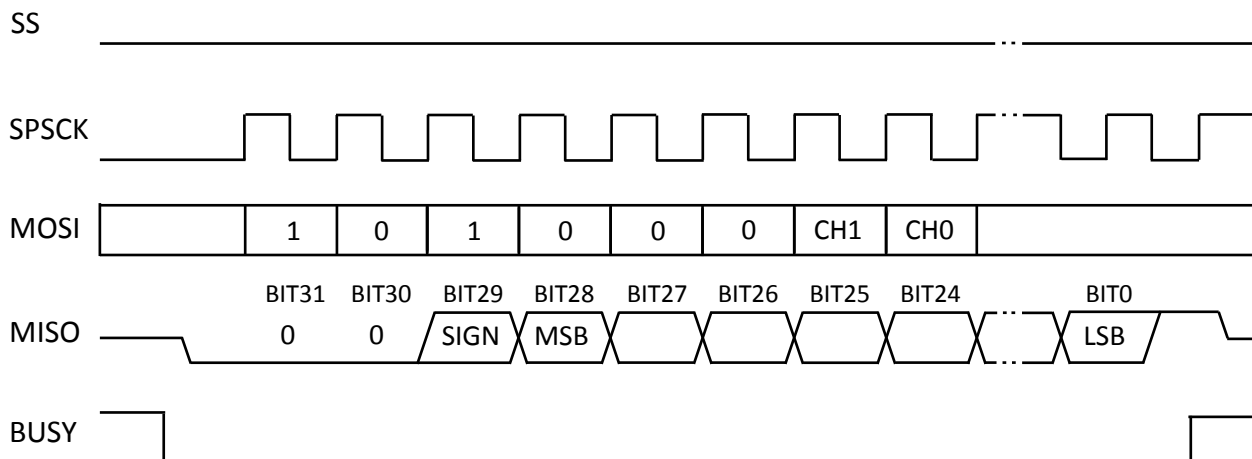 SS
SPSCK
MOSI 1 0 1 0 0 0 CH1 CH0
BIT31 BIT30 BIT29 BIT28 BIT27 BIT26 BIT25 BIT24 BIT0
MISO 0 0 SIGN MSB LSB
BUSY